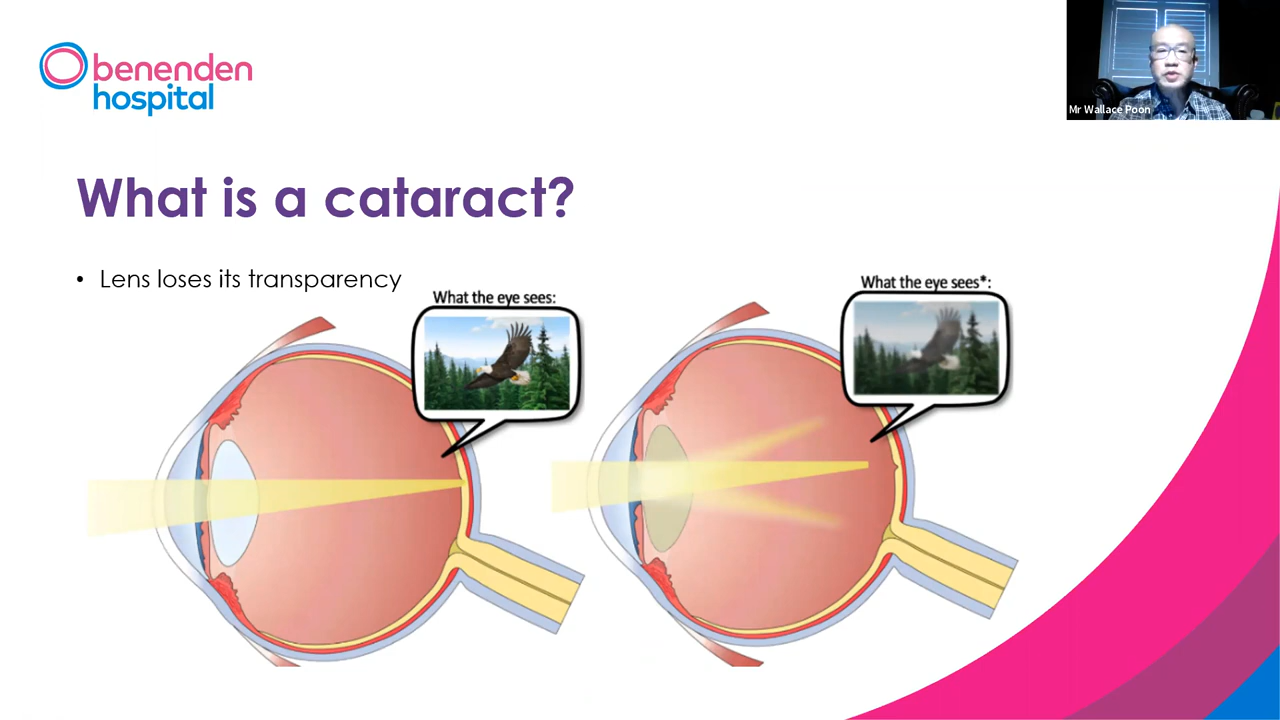 benenden
hospital
Mr Wallace Poon
What is a cataract?
• Lens loses its transparency
What the eye sees:
What the eye sees*: